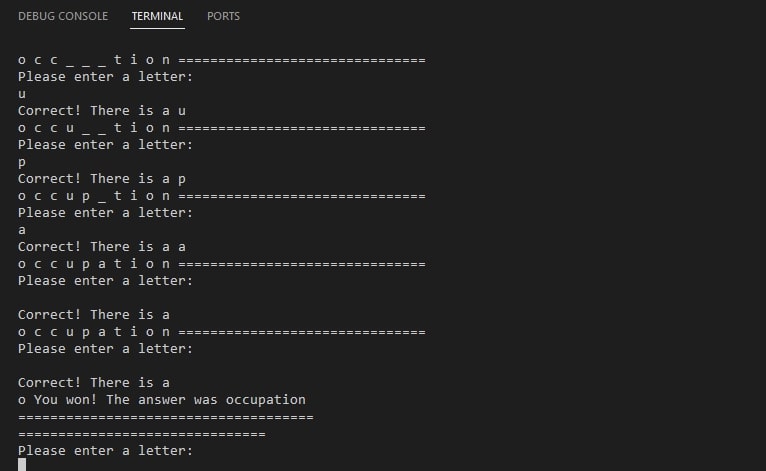 DEBUG CONSOLE TERMINAL PORTS
o c c _ _ _ t i o n ===============================
Please enter a letter:
u
Correct! There is a u
o c c u _ _ t i o n ===============================
Please enter a letter:
p
Correct! There is a p
o c c u p _ t i o n ===============================
Please enter a letter:
a
Correct! There is a a
o c c u p a t i o n ===============================
Please enter a letter:
Correct! There is a
o c c u p a t i o n ===============================
Please enter a letter:
Correct! There is a
o You won! The answer was occupation
=====================================
===============================
Please enter a letter: